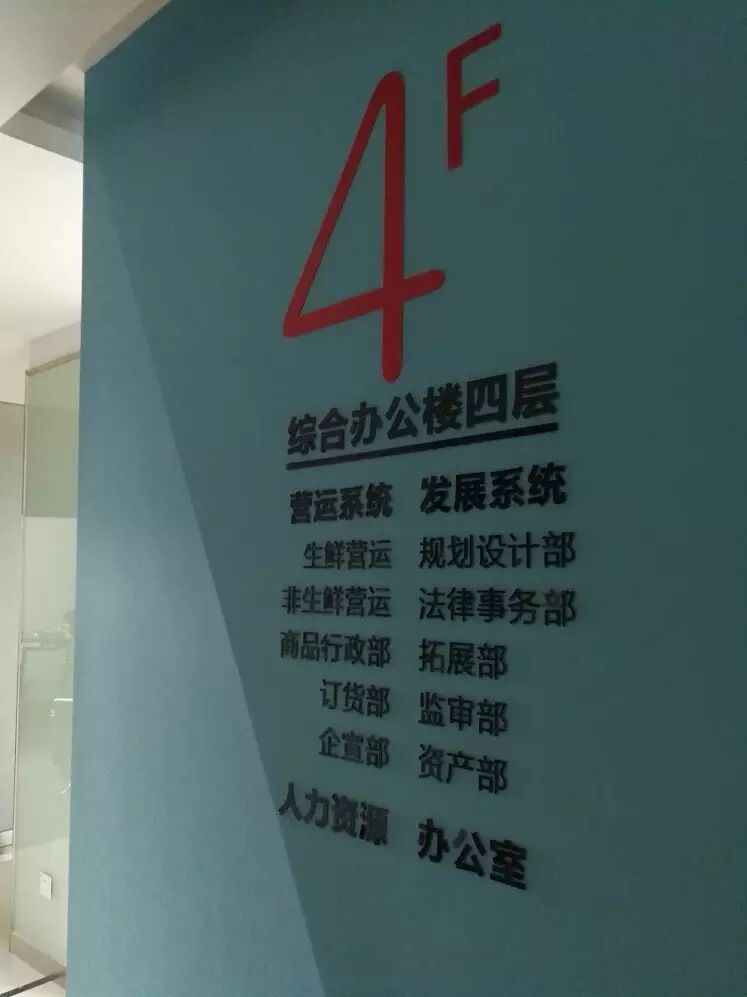 4F
综合办公楼四层
营运系统 发展系统
生鲜营运 规划设计部
非生鲜营运 法律事务部
商品行政部 拓展部
订货部 监审部
企宣部 资产部
人力资源 办公室